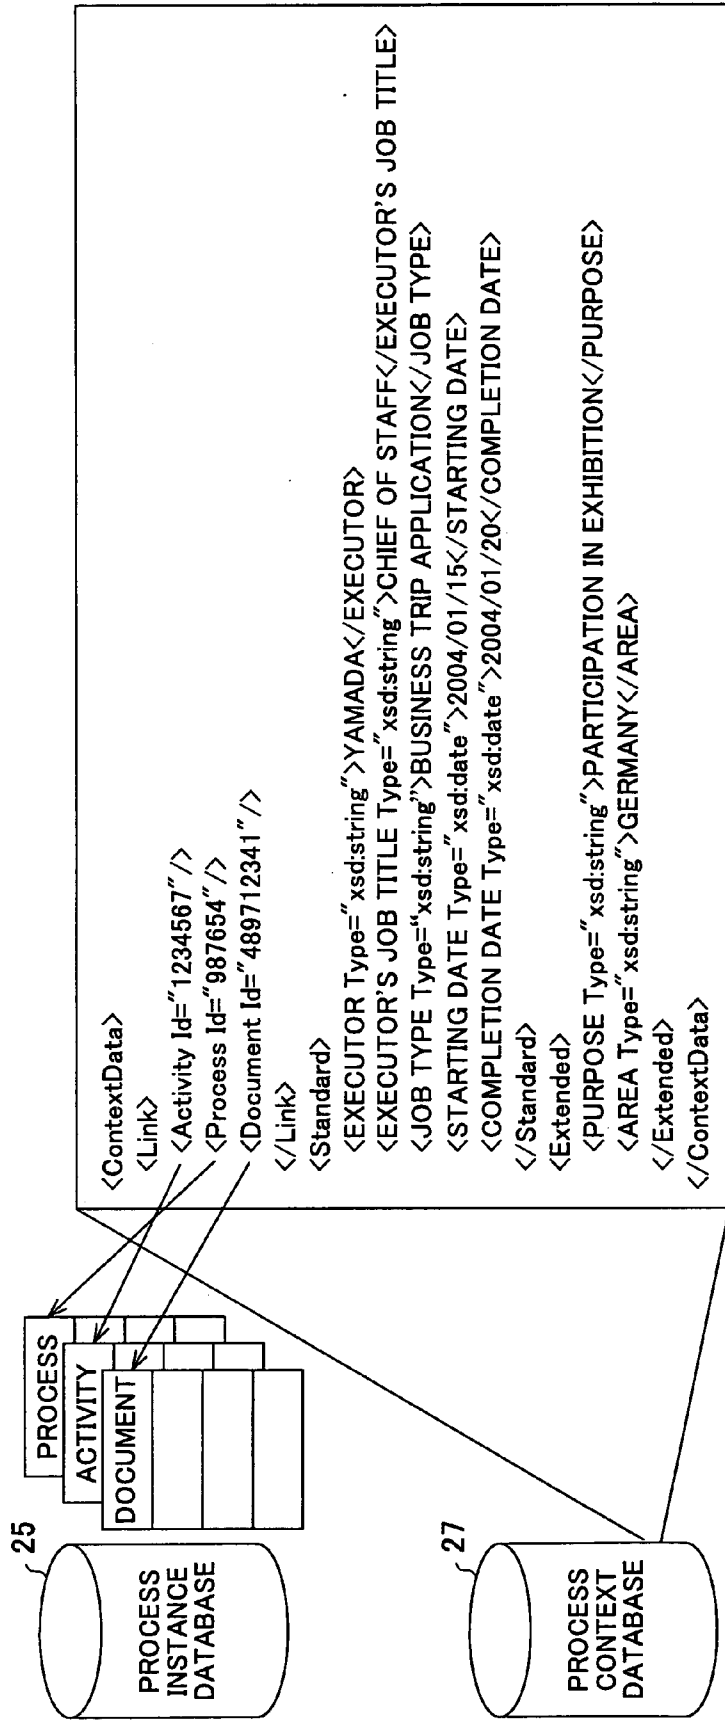 25
PROCESS
INSTANCE
DATABASE
PROCESS
ACTIVITY
DOCUMENT
27
PROCESS
CONTEXT
DATABASE
<ContextData>
<Link>
<Activity Id="1234567"/>
<Process Id="987654"/>
<Document Id="489712341"/>
</Link>
<Standard>
<EXECUTOR Type="xsd:string">YAMADA</EXECUTOR>
<EXECUTOR'S JOB TITLE Type="xsd:string">CHIEF OF STAFF</EXECUTOR'S JOB TITLE>
<JOB TYPE Type="xsd:string">BUSINESS TRIP APPLICATION</JOB TYPE>
<STARTING DATE Type="xsd:date">2004/01/15</STARTING DATE>
<COMPLETION DATE Type="xsd:date">2004/01/20</COMPLETION DATE>
</Standard>
<Extended>
<PURPOSE Type="xsd:string">PARTICIPATION IN EXHIBITION</PURPOSE>
<AREA Type="xsd:string">GERMANY</AREA>
</Extended>
</ContextData>